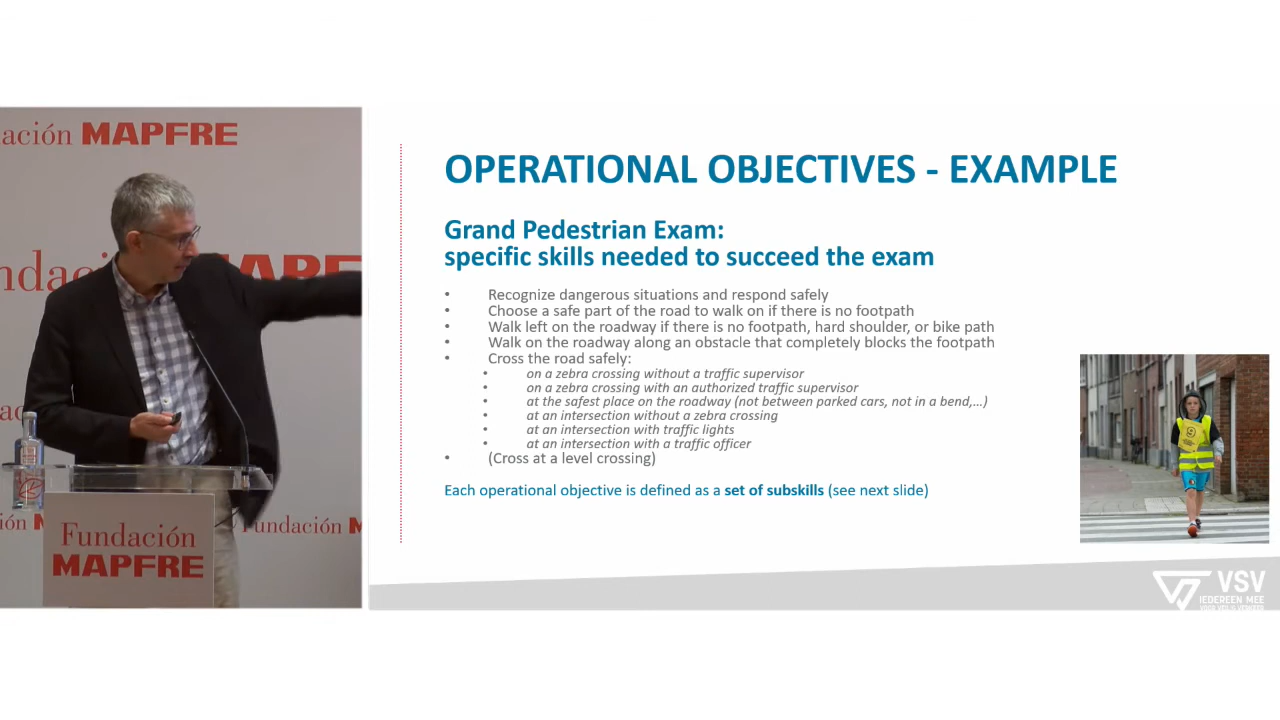 ación MAPFRE
ndaci MAPF
Fundación
MAPFRE
OPERATIONAL OBJECTIVES - EXAMPLE
Grand Pedestrian Exam:
specific skills needed to succeed the exam
• Recognize dangerous situations and respond safely
• Choose a safe part of the road to walk on if there is no footpath
• Walk left on the roadway if there is no footpath, hard shoulder, or bike path
• Walk on the roadway along an obstacle that completely blocks the footpath
• Cross the road safely:
• on a zebra crossing without a traffic supervisor
• on a zebra crossing with an authorized traffic supervisor
• at the safest place on the roadway (not between parked cars, not in a bend,...)
• at an intersection without a zebra crossing
• at an intersection with traffic lights
• at an intersection with a traffic officer
• (Cross at a level crossing)
Each operational objective is defined as a set of subskills (see next slide)
9
VSV
IEDEREEN MEE
VOOR VEILIG VERKEER